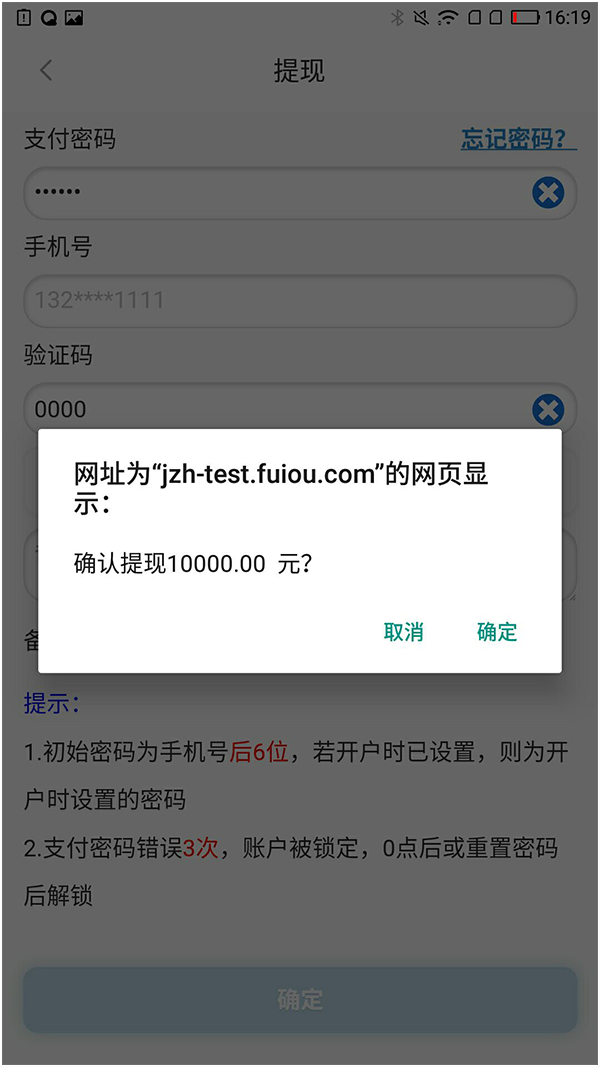 16:19
提现
支付密码
忘记密码？
••••••
手机号
132****1111
验证码
0000
网址为“jzh-test.fuiou.com”的网页显
示：
确认提现10000.00 元？
取消
确定
提示：
1.初始密码为手机号后6位，若开户时已设置，则为开
户时设置的密码
2.支付密码错误3次，账户被锁定，0点后或重置密码
后解锁
确定